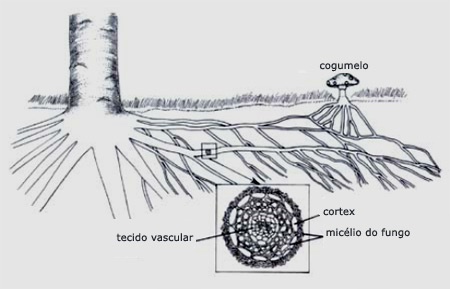 cogumelo
cortex
tecido vascular
micélio do fungo